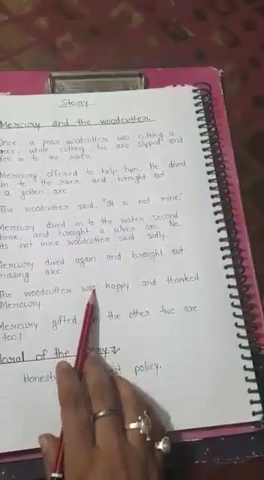 Story
Mercury and the woodcutter
Once, a poor woodcutter was cutting a
tree. while cutting, his axe slipped and
fell in to the water.
Mercury offered to help him. He dived
in to the river and brought out
a golden axe
The woodcutter said. "It is not mine."
Mercury dived in to the water second
time, and brought a silver axe. No
its not mine woodcutter said sadly.
Mercury dived again and brought out
missing axe
The woodcutter was happy and thanked
Mercury.
Mercury gifted the other two axe
too!
Moral of the story
Honesty policy.